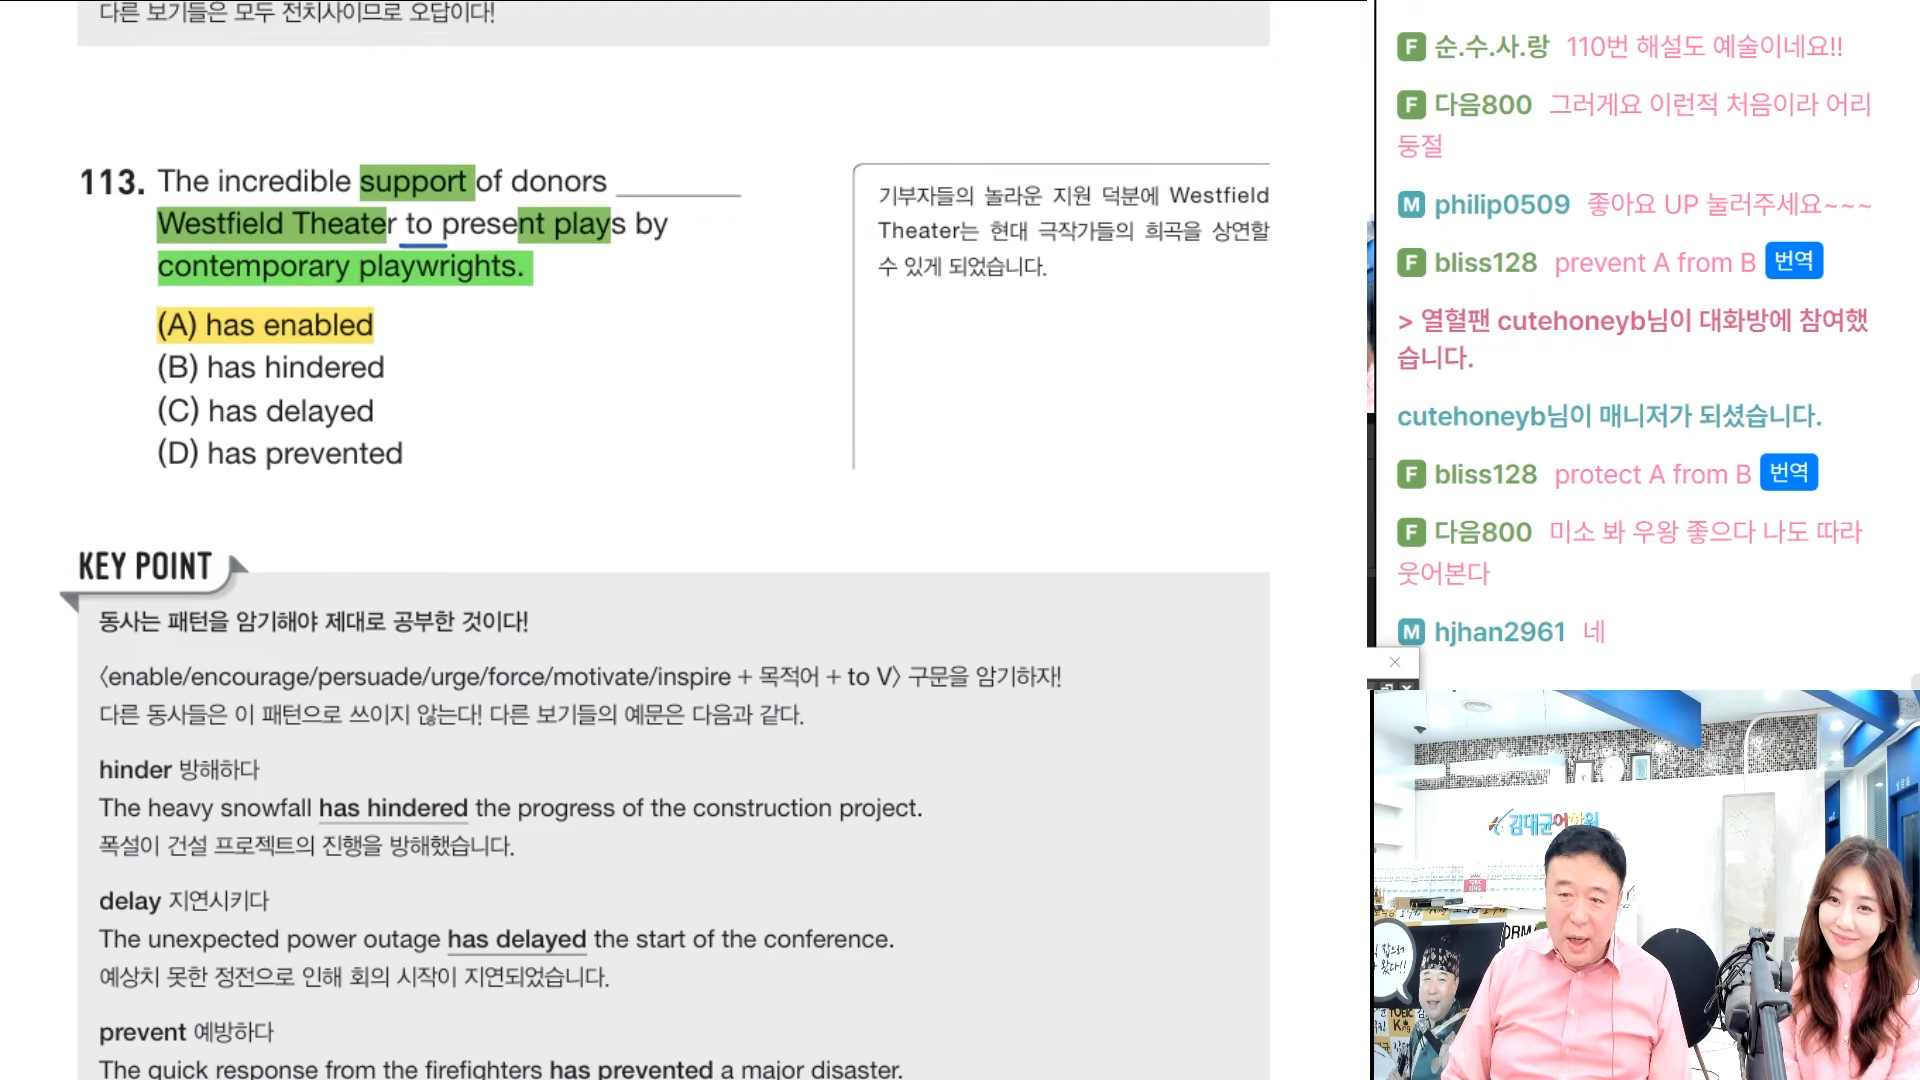 다른 보기들은 모두 전치사이므로 오답이다!
113. The incredible support of donors ________
Westfield Theater to present plays by
contemporary playwrights.
(A) has enabled
(B) has hindered
(C) has delayed
(D) has prevented
기부자들의 놀라운 지원 덕분에 Westfield
Theater는 현대 극작가들의 희곡을 상연할
수 있게 되었습니다.
KEY POINT
동사는 패턴을 암기해야 제대로 공부한 것이다!
〈enable/encourage/persuade/urge/force/motivate/inspire + 목적어 + to V〉 구문을 암기하자!
다른 동사들은 이 패턴으로 쓰이지 않는다! 다른 보기들의 예문은 다음과 같다.
hinder 방해하다
The heavy snowfall has hindered the progress of the construction project.
폭설이 건설 프로젝트의 진행을 방해했습니다.
delay 지연시키다
The unexpected power outage has delayed the start of the conference.
예상치 못한 정전으로 인해 회의 시작이 지연되었습니다.
prevent 예방하다
The quick response from the firefighters has prevented a major disaster.
F 순.수.사.랑 110번 해설도 예술이네요!!
F 다음800 그러게요 이런적 처음이라 어리
둥절
M philip0509 좋아요 UP 눌러주세요~~~
F bliss128 prevent A from B 번역
> 열혈팬 cutehoneyb님이 대화방에 참여했
습니다.
cutehoneyb님이 매니저가 되셨습니다.
F bliss128 protect A from B 번역
F 다음800 미소 봐 우왕 좋으다 나도 따라
웃어본다
M hjhan2961 네
김대균어학원
TOEIC
KING